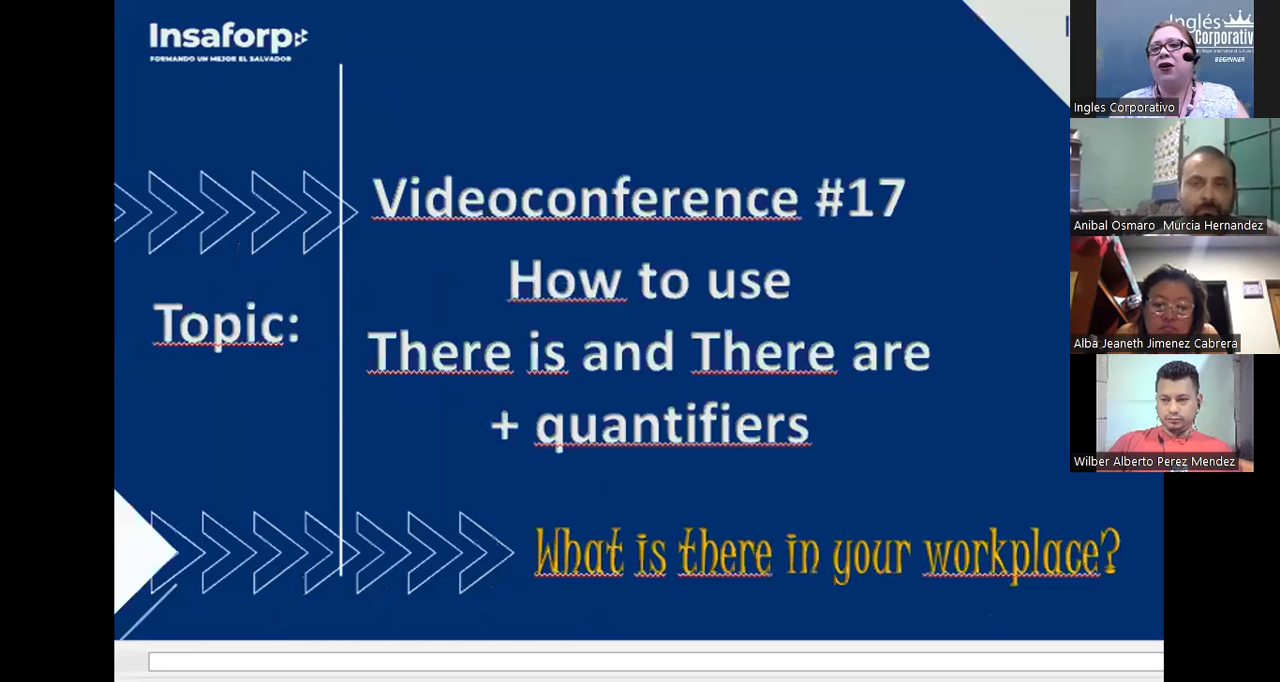 Insaforp
FORMANDO UN MEJOR EL SALVADOR
Videoconference #17
How to use
Topic:
There is and There are
+ quantifiers
What is there in your workplace?
Inglés
Corporativ
BEGINNER
Ingles Corporativo
Anibal Osmaro Murcia Hernandez
Alba Jeaneth Jimenez Cabrera
Wilber Alberto Perez Mendez